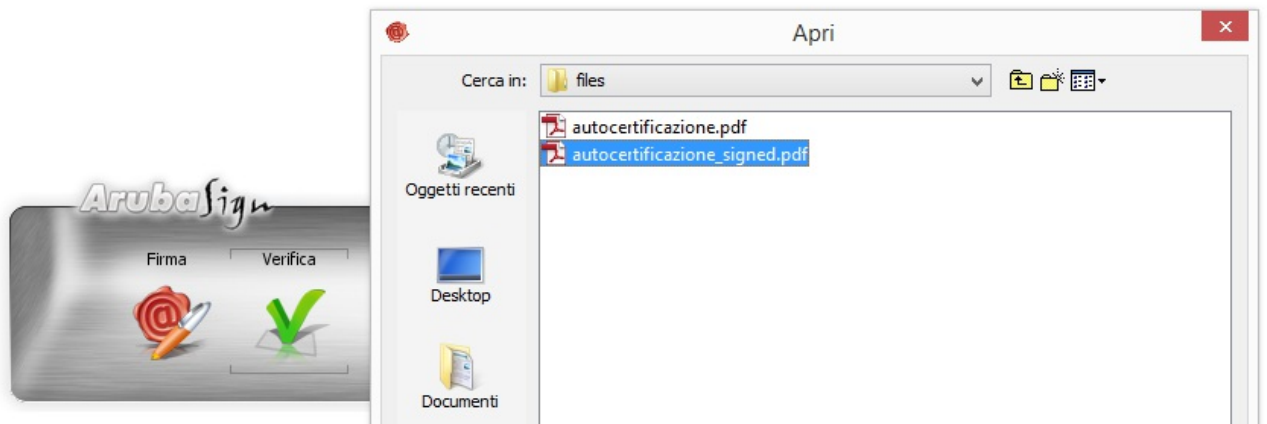 Apri
Cerca in: files
autocertificazione.pdf
autocertificazione_signed.pdf
Oggetti recenti
Desktop
Documenti
ArubaSign
Firma Verifica